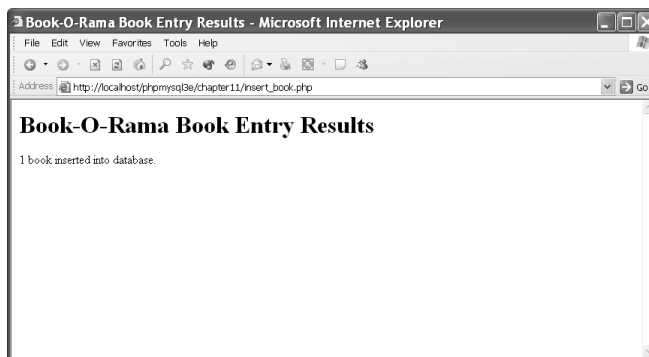 Book-O-Rama Book Entry Results - Microsoft Internet Explorer
File Edit View Favorites Tools Help
Address http://localhost/phpmysql3e/chapter11/insert_book.php Go
Book-O-Rama Book Entry Results
1 book inserted into database.